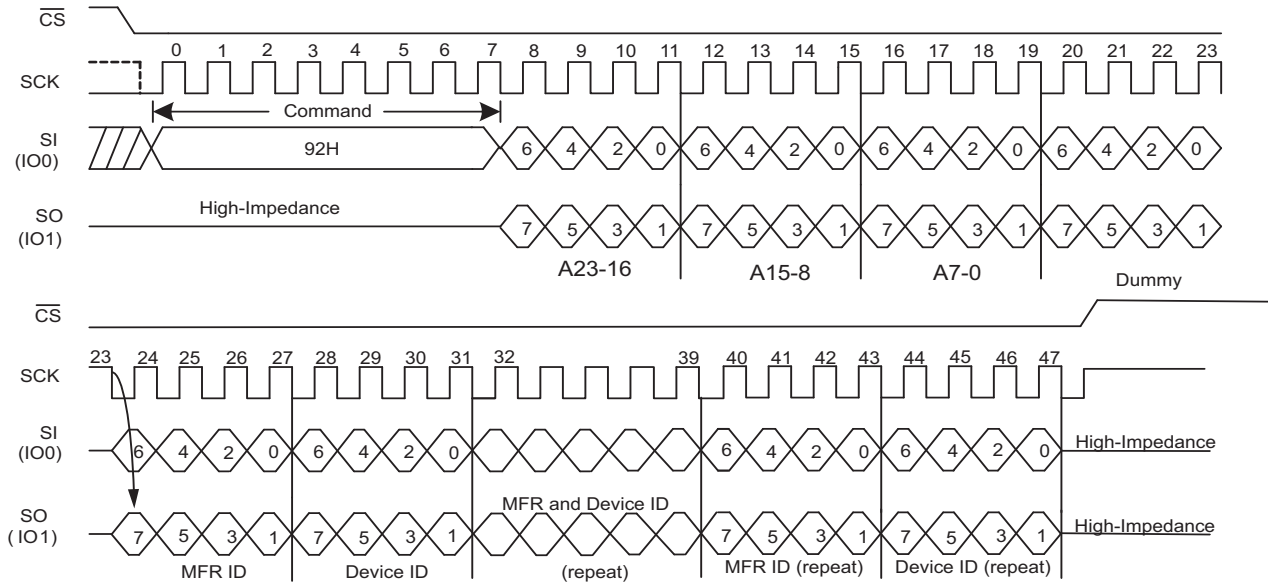 CS
0 1 2 3 4 5 6 7 8 9 10 11 12 13 14 15 16 17 18 19 20 21 22 23
SCK
Command
SI
(IO0)
92H
6 4 2 0 6 4 2 0 6 4 2 0 6 4 2 0
SO
(IO1)
High-Impedance
7 5 3 1 7 5 3 1 7 5 3 1 7 5 3 1
A23-16 A15-8 A7-0
Dummy
CS
23 24 25 26 27 28 29 30 31 32 39 40 41 42 43 44 45 46 47
SCK
SI
(IO0)
6 4 2 0 6 4 2 0 6 4 2 0 6 4 2 0
High-Impedance
MFR and Device ID
SO
(IO1)
7 5 3 1 7 5 3 1 7 5 3 1 7 5 3 1
High-Impedance
MFR ID Device ID (repeat) MFR ID (repeat) Device ID (repeat)